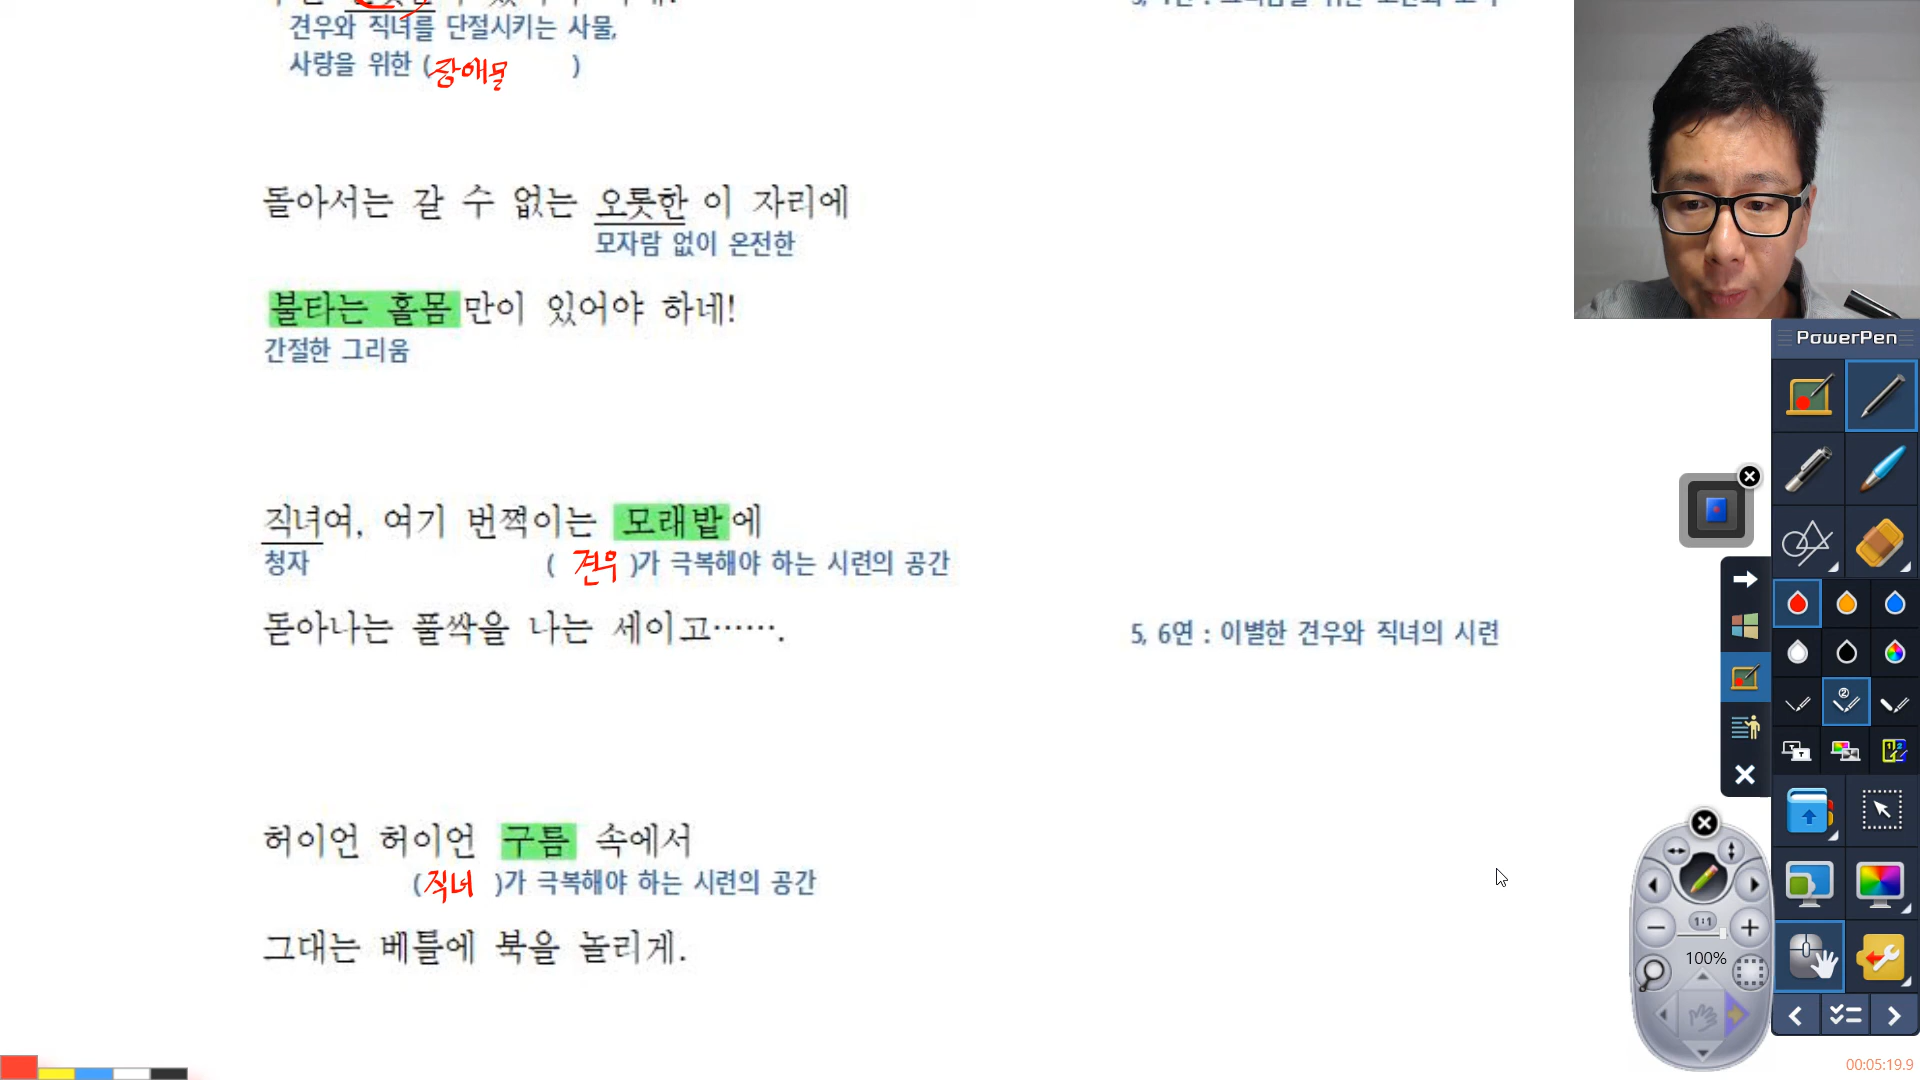 견우와 직녀를 단절시키는 사물,
사랑을 위한 (장애물 )
돌아서는 갈 수 없는 오롯한 이 자리에
모자람 없이 온전한
불타는 홀몸만이 있어야 하네!
간절한 그리움
직녀여, 여기 번쩍이는 모래밭에
청자 ( 견우 )가 극복해야 하는 시련의 공간
돋아나는 풀싹을 나는 세이고…….
5, 6연 : 이별한 견우와 직녀의 시련
허이언 허이언 구름 속에서
(직녀 )가 극복해야 하는 시련의 공간
그대는 베틀에 북을 놀리게.
PowerPen
②
1:1
100%
00:05:19.9